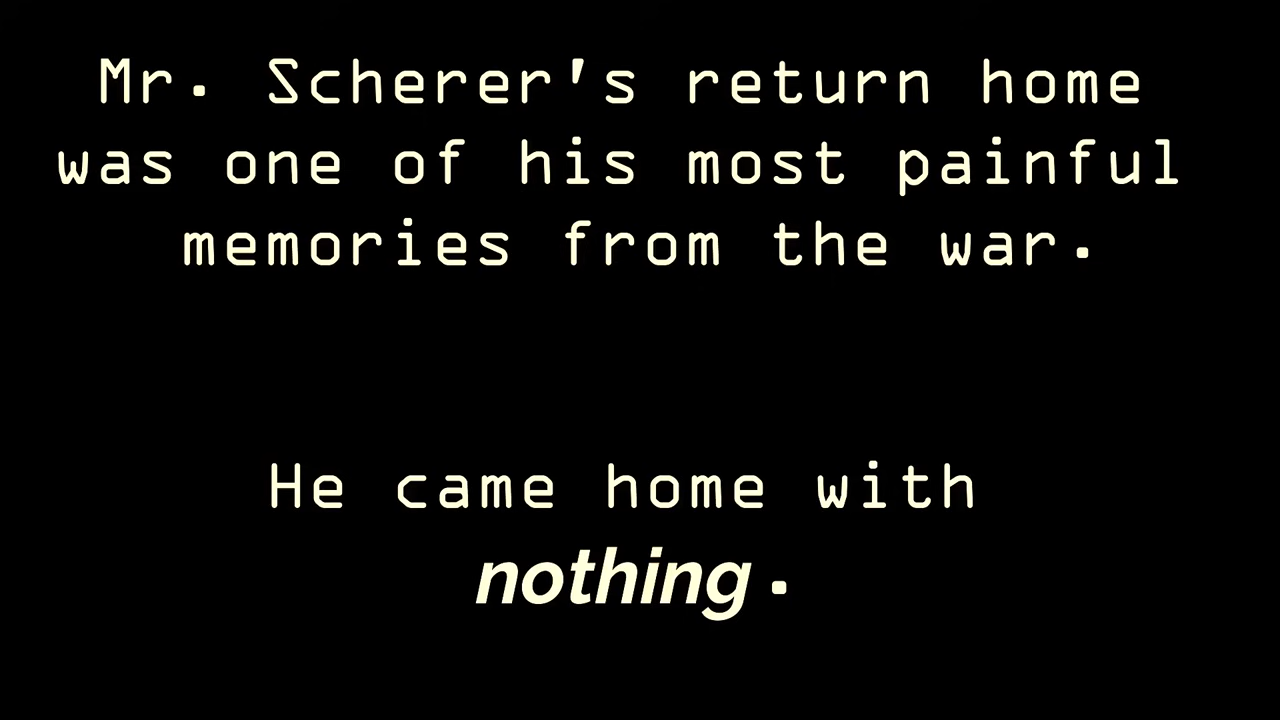 Mr. Scherer's return home
was one of his most painful
memories from the war.
He came home with
nothing.